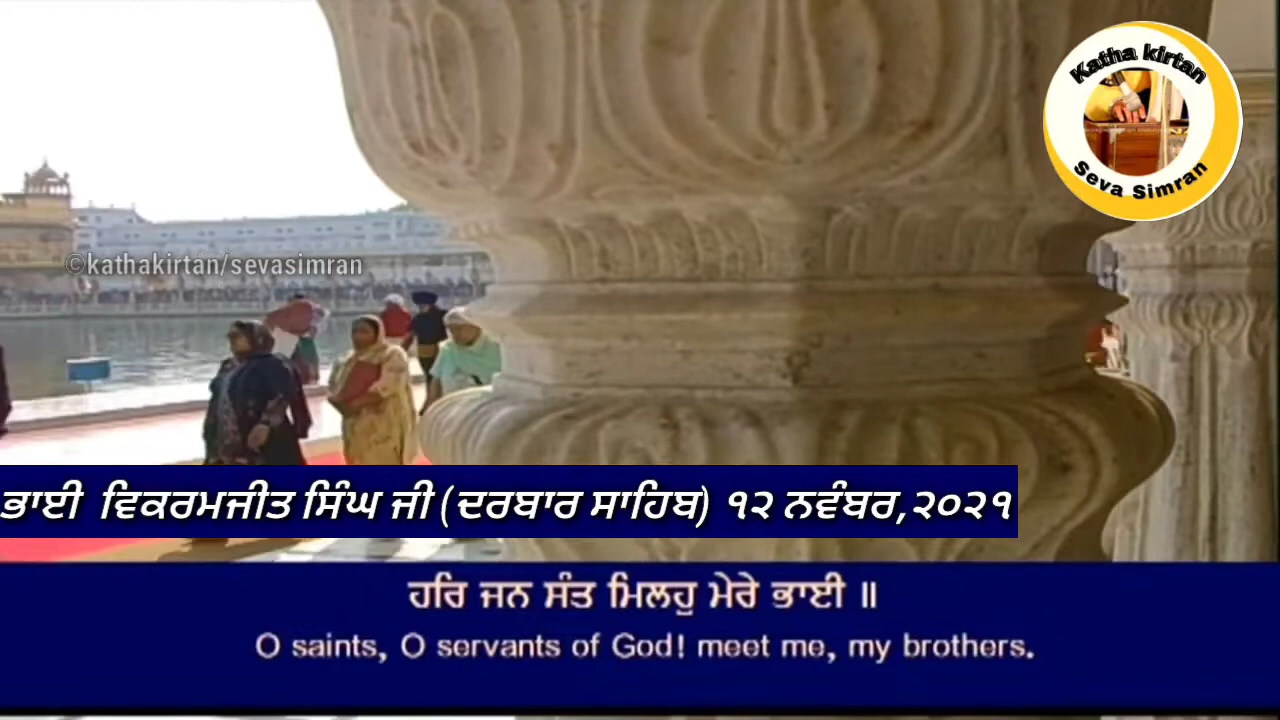 Katha kirtan
Seva Simran
©kathakirtan/sevasimran
ਭਾਈ ਵਿਕਰਮਜੀਤ ਸਿੰਘ ਜੀ (ਦਰਬਾਰ ਸਾਹਿਬ) ੧੨ ਨਵੰਬਰ,੨੦੨੧
ਹਰਿ ਜਨ ਸੰਤ ਮਿਲਹੁ ਮੇਰੇ ਭਾਈ ॥
O saints, O servants of God! meet me, my brothers.